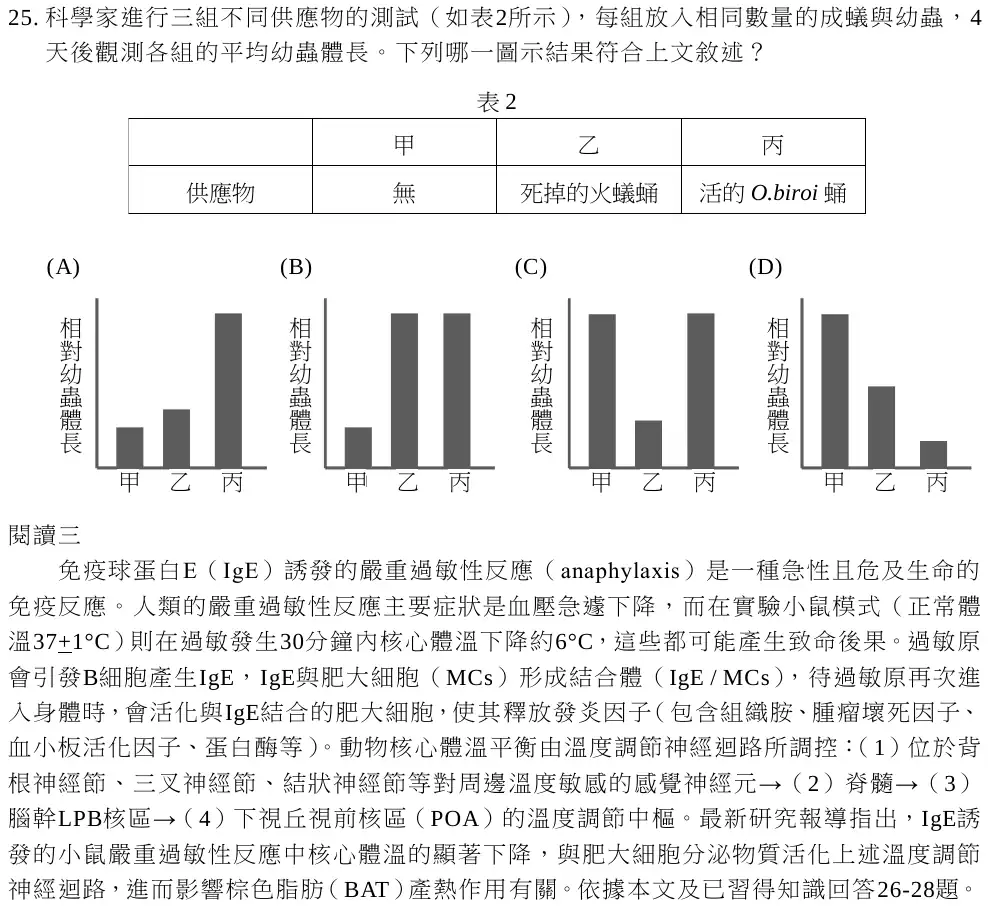 25. 科學家進行三組不同供應物的測試（如表2所示），每組放入相同數量的成蟻與幼蟲，4
天後觀測各組的平均幼蟲體長。下列哪一圖示結果符合上文敘述？
表 2
甲 乙 丙
供應物 無 死掉的火蟻蛹 活的 O.biroi 蛹
(A) (B) (C) (D)
相對幼蟲體長 相對幼蟲體長 相對幼蟲體長 相對幼蟲體長
甲 乙 丙 甲 乙 丙 甲 乙 丙 甲 乙 丙
閱讀三
免疫球蛋白E（IgE）誘發的嚴重過敏性反應（anaphylaxis）是一種急性且危及生命的
免疫反應。人類的嚴重過敏性反應主要症狀是血壓急遽下降，而在實驗小鼠模式（正常體
溫37±1°C）則在過敏發生30分鐘內核心體溫下降約6°C，這些都可能產生致命後果。過敏原
會引發B細胞產生IgE，IgE與肥大細胞（MCs）形成結合體（IgE / MCs），待過敏原再次進
入身體時，會活化與IgE結合的肥大細胞，使其釋放發炎因子（包含組織胺、腫瘤壞死因子、
血小板活化因子、蛋白酶等）。動物核心體溫平衡由溫度調節神經迴路所調控：（1）位於背
根神經節、三叉神經節、結狀神經節等對周邊溫度敏感的感覺神經元→（2）脊髓→（3）
腦幹LPB核區→（4）下視丘視前核區（POA）的溫度調節中樞。最新研究報導指出，IgE誘
發的小鼠嚴重過敏性反應中核心體溫的顯著下降，與肥大細胞分泌物質活化上述溫度調節
神經迴路，進而影響棕色脂肪（BAT）產熱作用有關。依據本文及已習得知識回答26-28題。